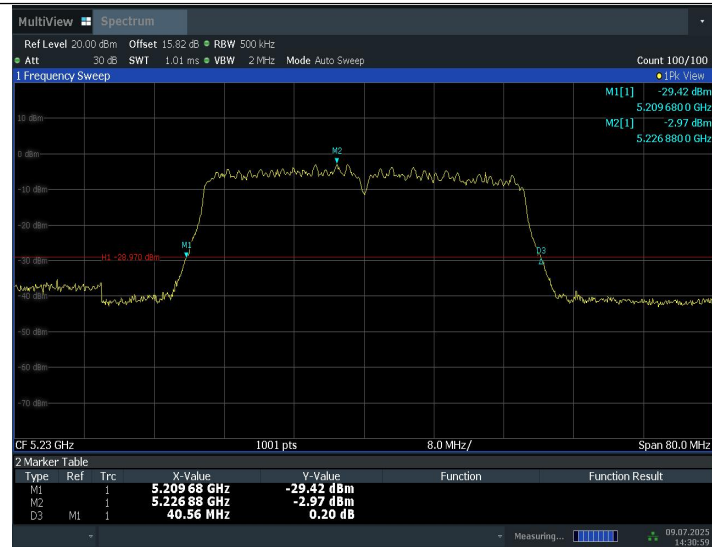 MultiView Spectrum
Ref Level 20.00 dBm Offset 15.82 dB RBW 500 kHz
Att 30 dB SWT 1.01 ms VBW 2 MHz Mode Auto Sweep Count 100/100
1 Frequency Sweep 1Pk View
M1[1] -29.42 dBm
5.209 680 0 GHz
M2[1] -2.97 dBm
5.226 880 0 GHz
10 dBm
0 dBm
M2
-10 dBm
-20 dBm
M1
H1 -28.970 dBm
D3
-30 dBm
-40 dBm
-50 dBm
-60 dBm
-70 dBm
CF 5.23 GHz 1001 pts 8.0 MHz/ Span 80.0 MHz
2 Marker Table
Type Ref Trc X-Value Y-Value Function Function Result
M1 1 5.209 68 GHz -29.42 dBm
M2 1 5.226 88 GHz -2.97 dBm
D3 M1 1 40.56 MHz 0.20 dB
Measuring... 09.07.2025
14:30:59